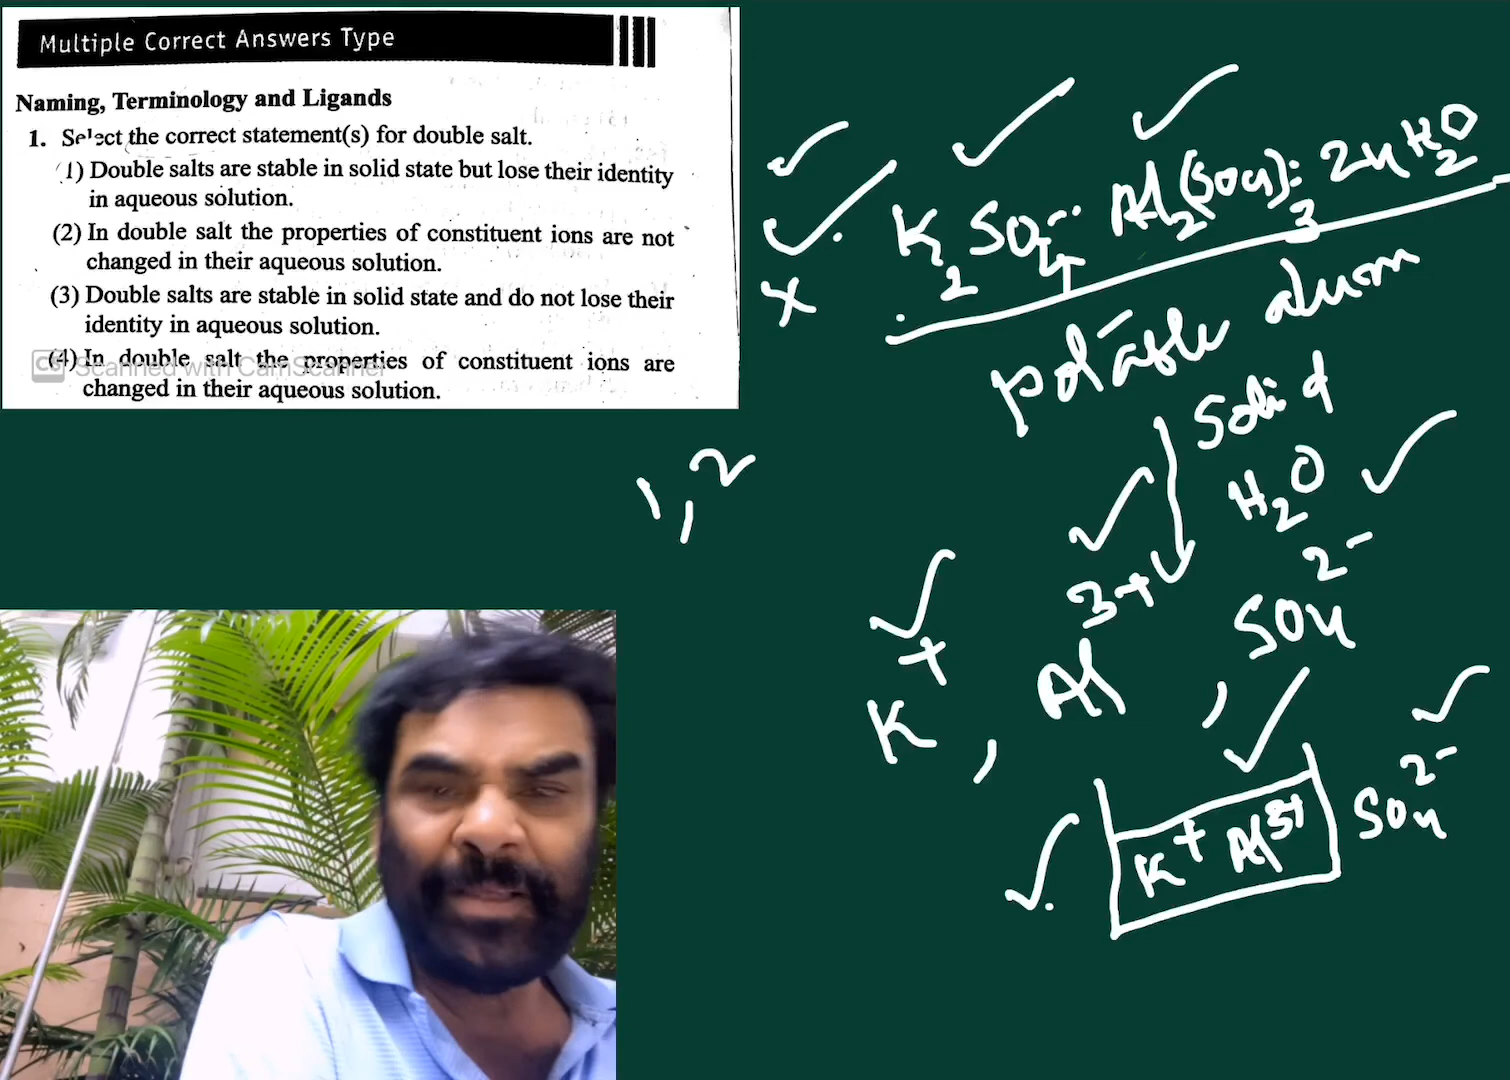 Multiple Correct Answers Type
Naming, Terminology and Ligands
1. Select the correct statement(s) for double salt.
(1) Double salts are stable in solid state but lose their identity
in aqueous solution.
(2) In double salt the properties of constituent ions are not
changed in their aqueous solution.
(3) Double salts are stable in solid state and do not lose their
identity in aqueous solution.
(4) In double salt the properties of constituent ions are
changed in their aqueous solution.
CS Scanned with CamScanner
1, 2
K2SO4 .. Al2(SO4)3 : 24H2O
potash alum
Solid
H2O
K+, Al3+, SO4 2-
K+ Al3+ SO4 2-